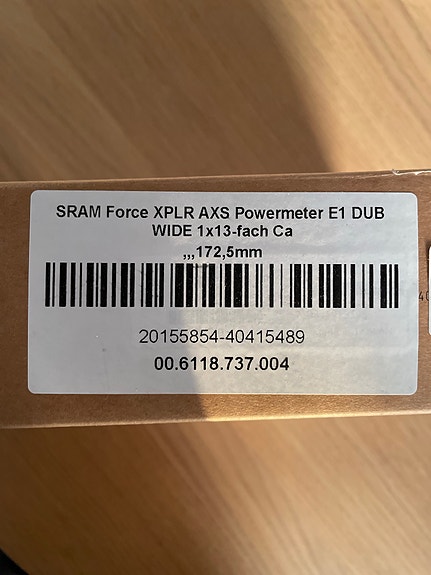 SRAM Force XPLR AXS Powermeter E1 DUB
WIDE 1x13-fach Ca
,,,172,5mm
20155854-40415489
00.6118.737.004